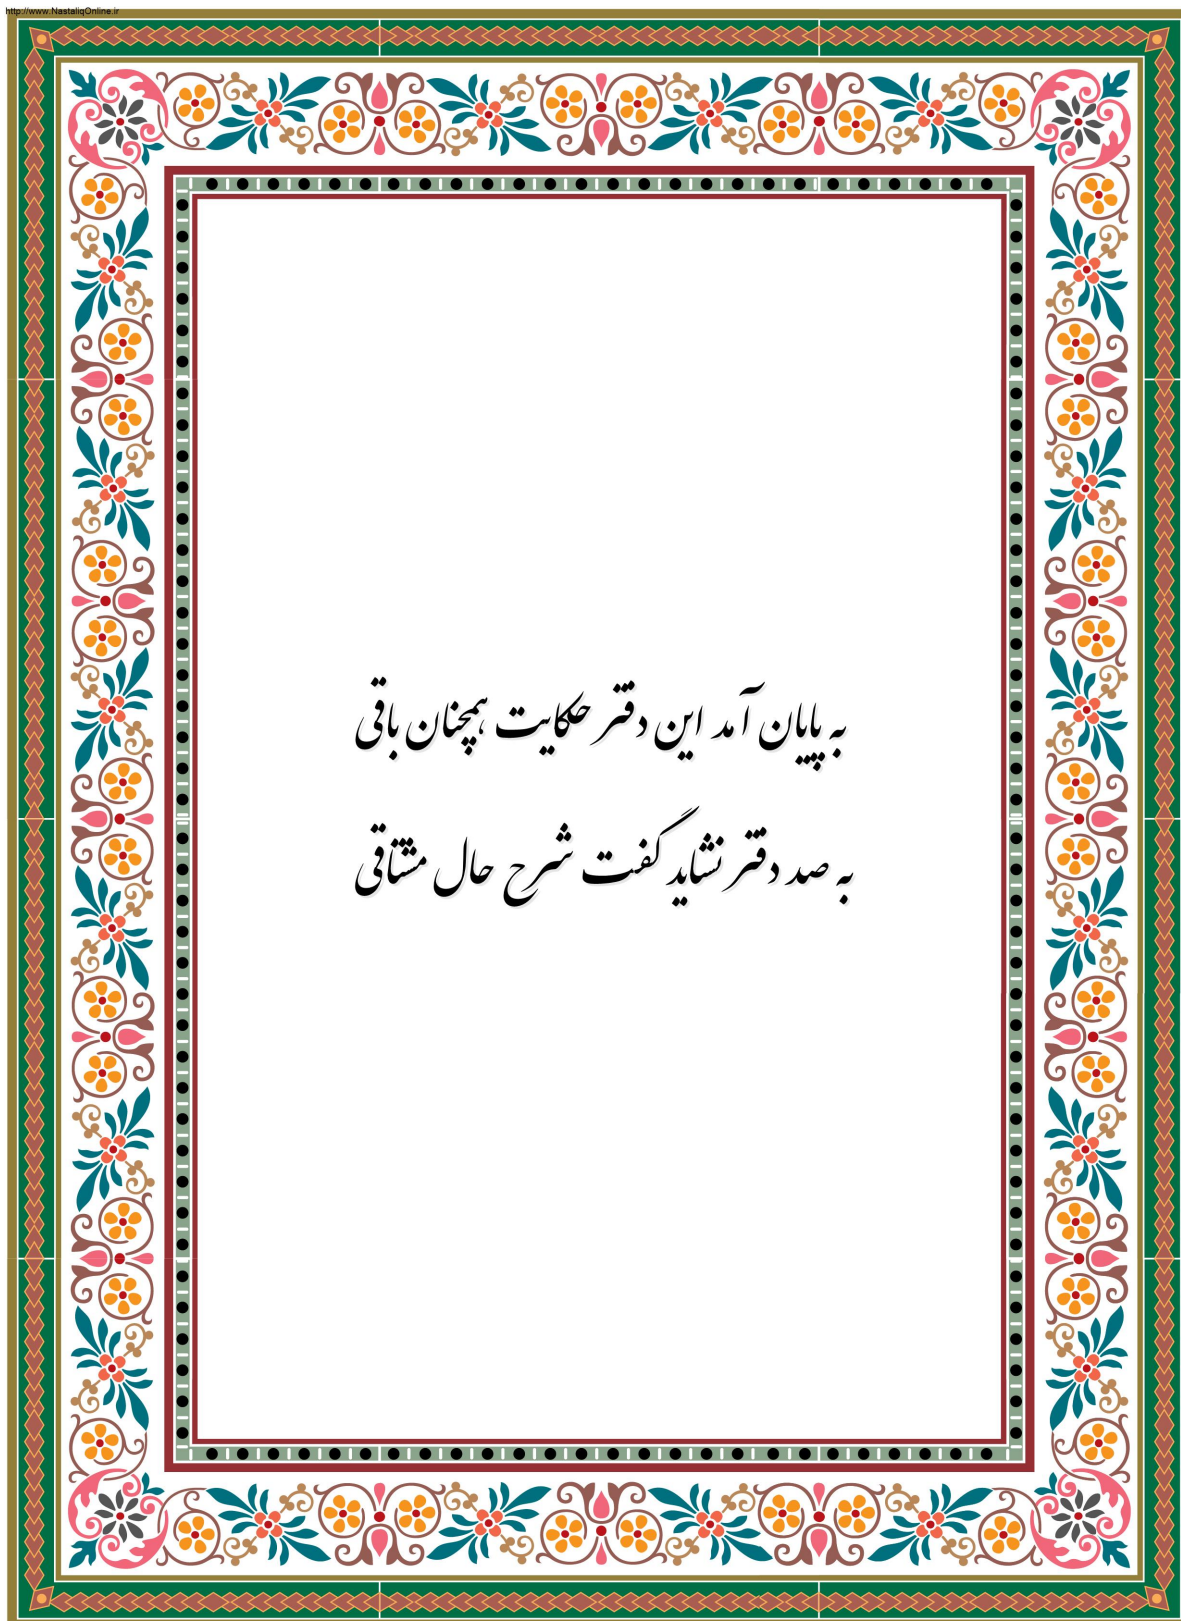 http://www.NastaliqOnline.ir
به پایان آمد این دفتر حکایت همچنان باقی
به صد دفتر نشاید گفت شرح حال مشتاقی